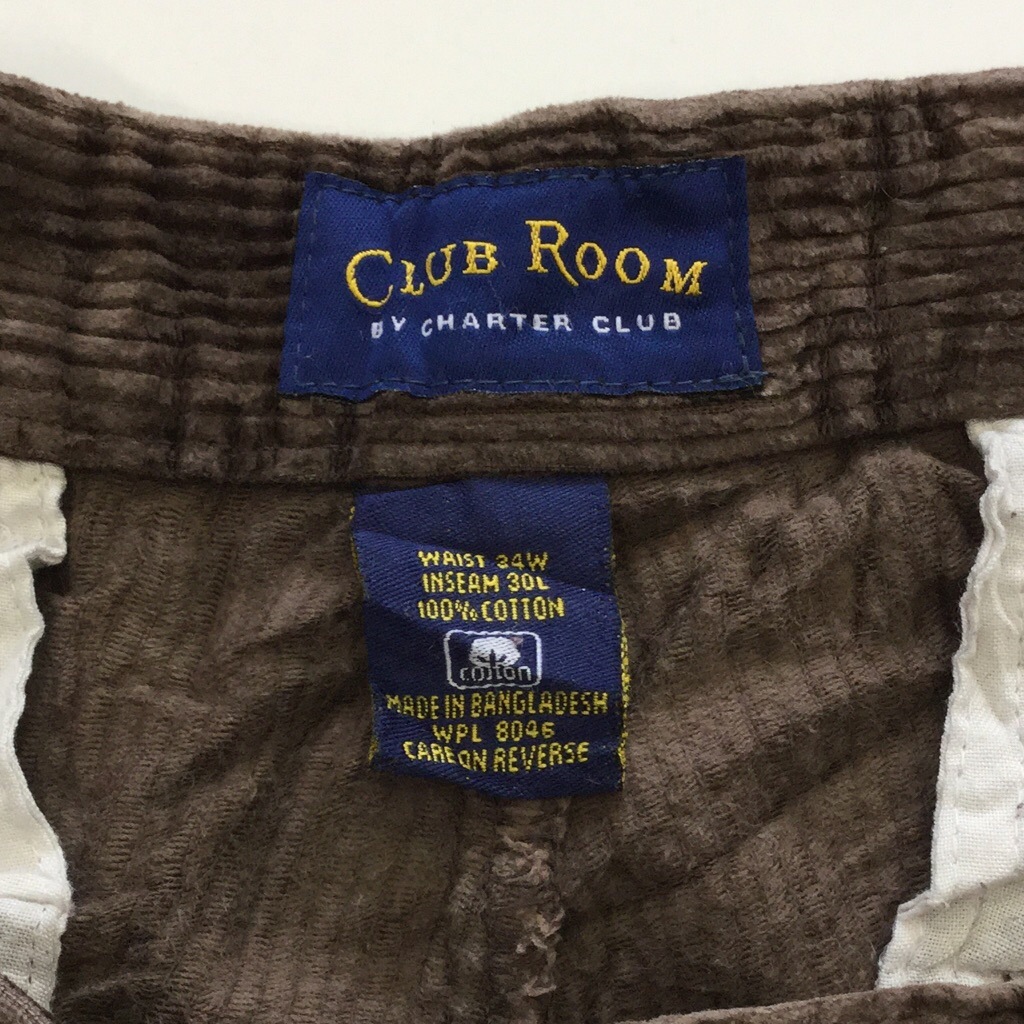 CLUB ROOM
BY CHARTER CLUB
WAIST 34W
INSEAM 30L
100% COTTON
cotton
MADE IN BANGLADESH
WPL 8046
CARE ON REVERSE